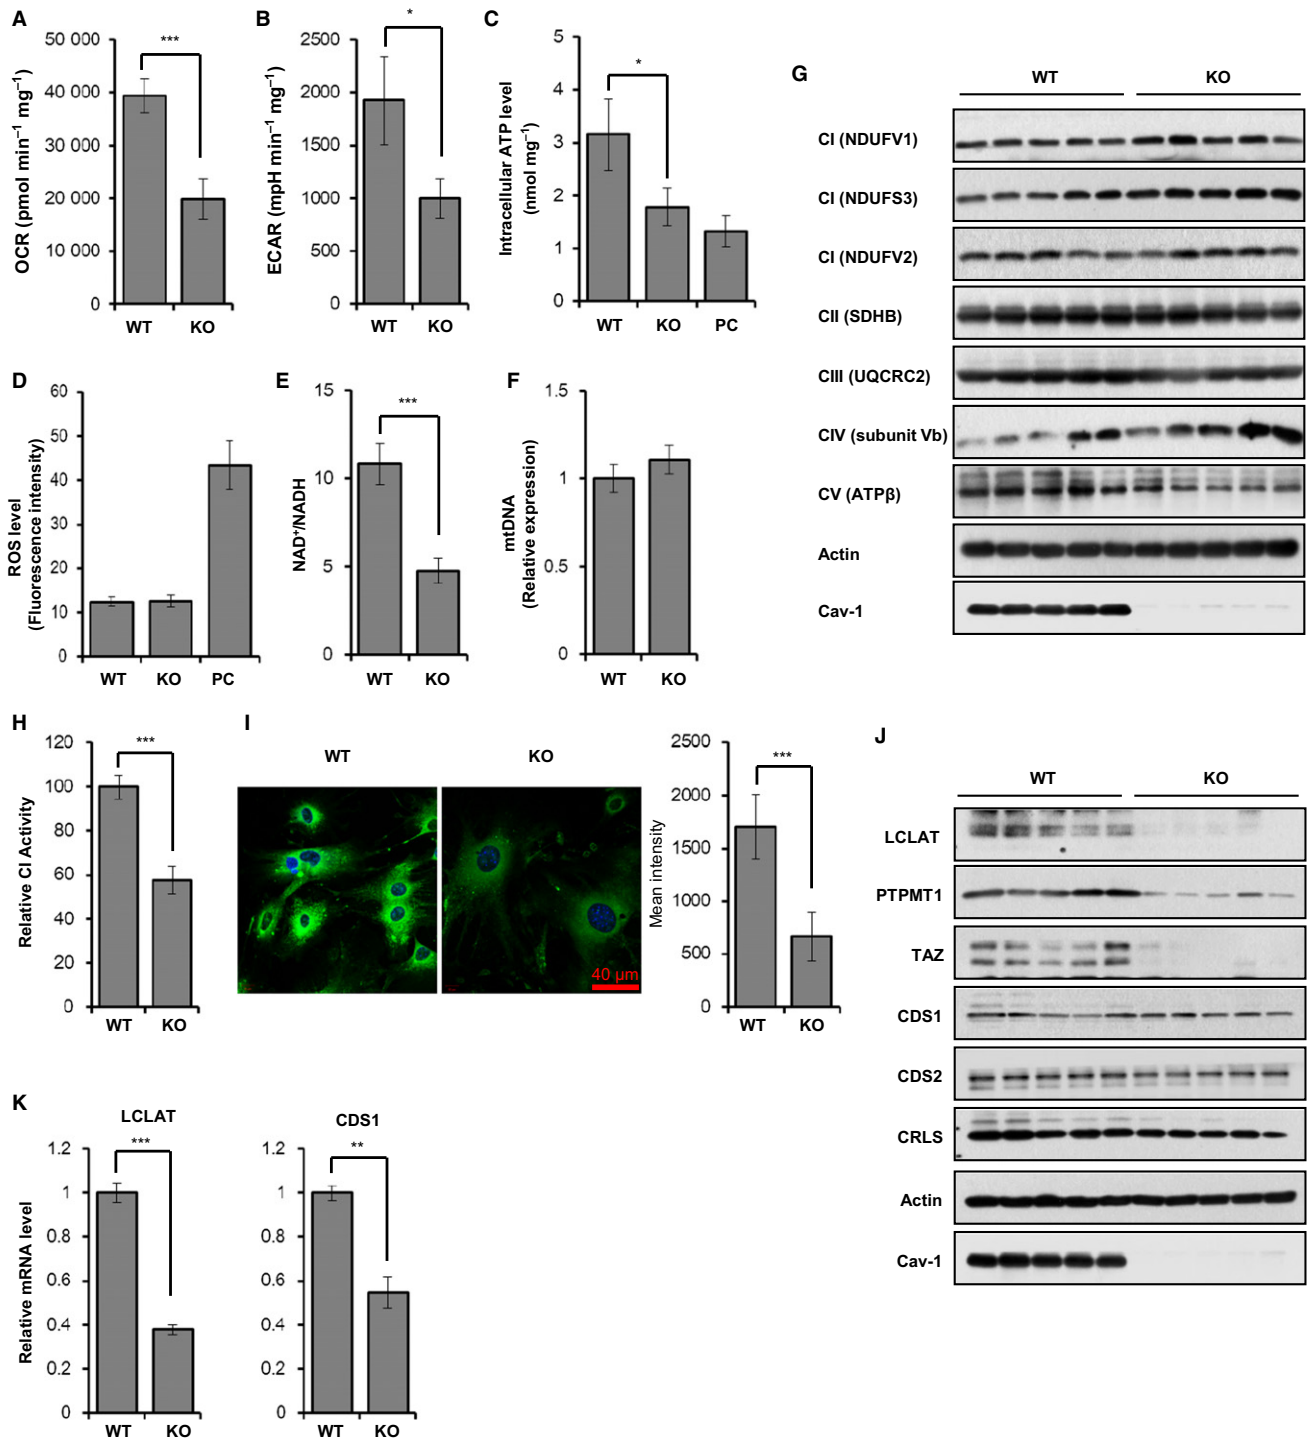 A
OCR (pmol min⁻¹ mg⁻¹)
50 000
40 000
30 000
20 000
10 000
0
***
WT KO
B
ECAR (mpH min⁻¹ mg⁻¹)
2500
2000
1500
1000
500
0
*
WT KO
C
Intracellular ATP level
(nmol mg⁻¹)
5
4
3
2
1
0
*
WT KO PC
D
ROS level
(Fluorescence intensity)
60
50
40
30
20
10
0
WT KO PC
E
NAD⁺/NADH
15
10
5
0
***
WT KO
F
mtDNA
(Relative expression)
1.5
1
0.5
0
WT KO
G
WT KO
CI (NDUFV1)
CI (NDUFS3)
CI (NDUFV2)
CII (SDHB)
CIII (UQCRC2)
CIV (subunit Vb)
CV (ATPβ)
Actin
Cav-1
H
Relative CI Activity
120
100
80
60
40
20
0
***
WT KO
I
WT KO
40 µm
Mean intensity
2500
2000
1500
1000
500
0
***
WT KO
J
WT KO
LCLAT
PTPMT1
TAZ
CDS1
CDS2
CRLS
Actin
Cav-1
K
LCLAT
Relative mRNA level
1.2
1
0.8
0.6
0.4
0.2
0
***
WT KO
CDS1
1.2
1
0.8
0.6
0.4
0.2
0
**
WT KO